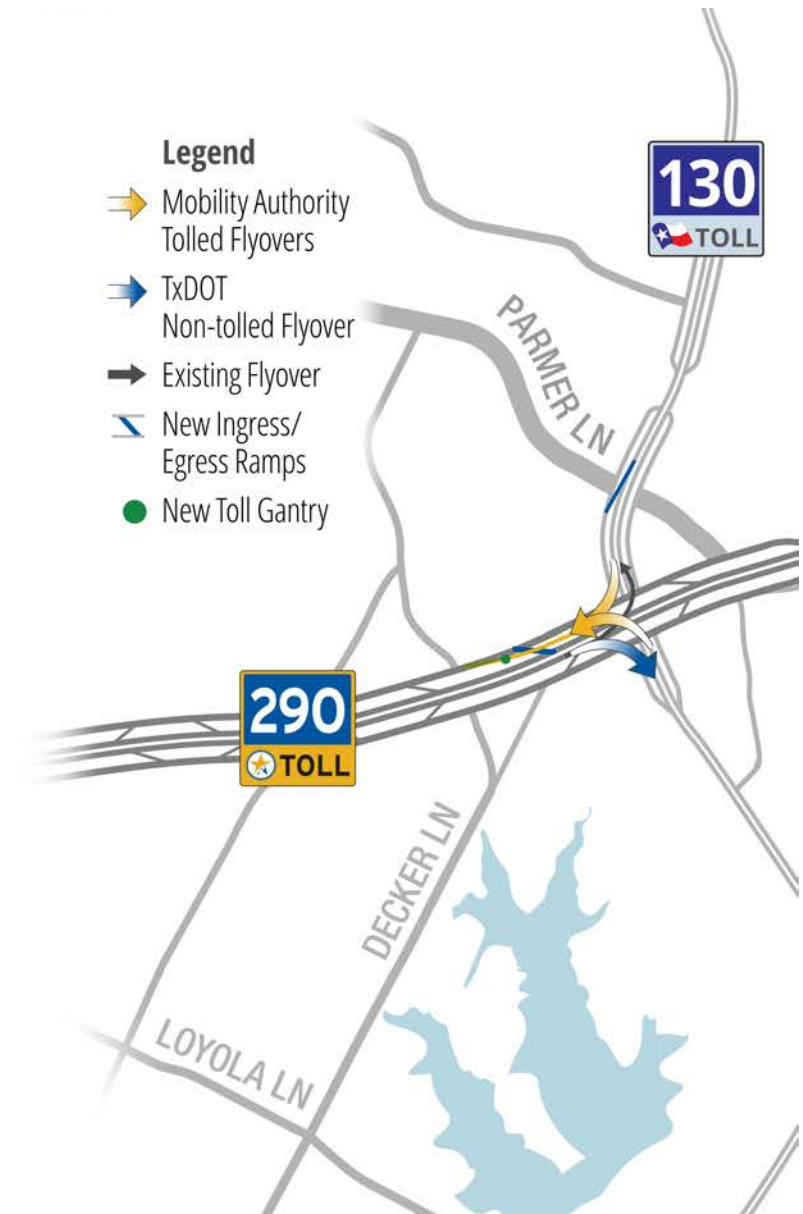 Legend
Mobility Authority
Tolled Flyovers
TxDOT
Non-tolled Flyover
Existing Flyover
New Ingress/
Egress Ramps
New Toll Gantry
130
TOLL
PARMER LN
290
TOLL
DECKER LN
LOYOLA LN